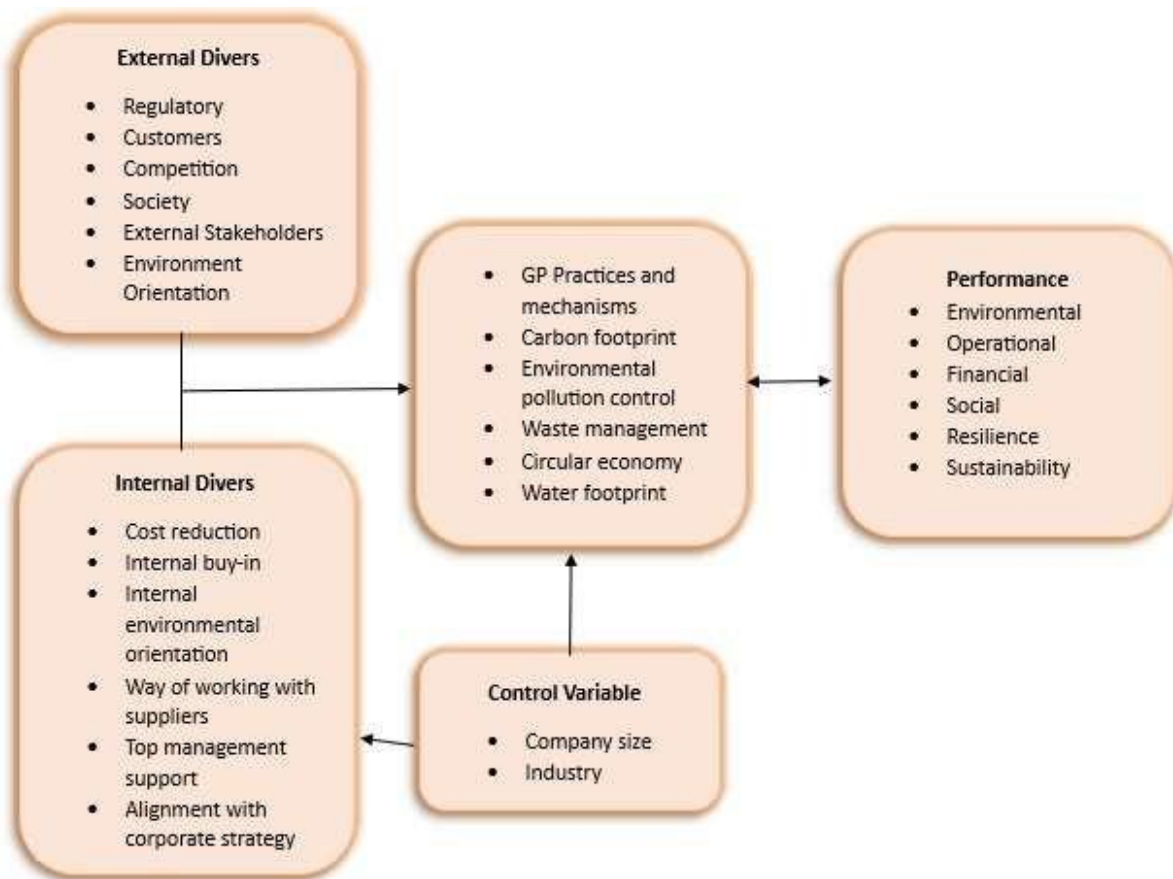 External Divers
• Regulatory
• Customers
• Competition
• Society
• External Stakeholders
• Environment
Orientation
Internal Divers
• Cost reduction
• Internal buy-in
• Internal
environmental
orientation
• Way of working with
suppliers
• Top management
support
• Alignment with
corporate strategy
• GP Practices and
mechanisms
• Carbon footprint
• Environmental
pollution control
• Waste management
• Circular economy
• Water footprint
Control Variable
• Company size
• Industry
Performance
• Environmental
• Operational
• Financial
• Social
• Resilience
• Sustainability